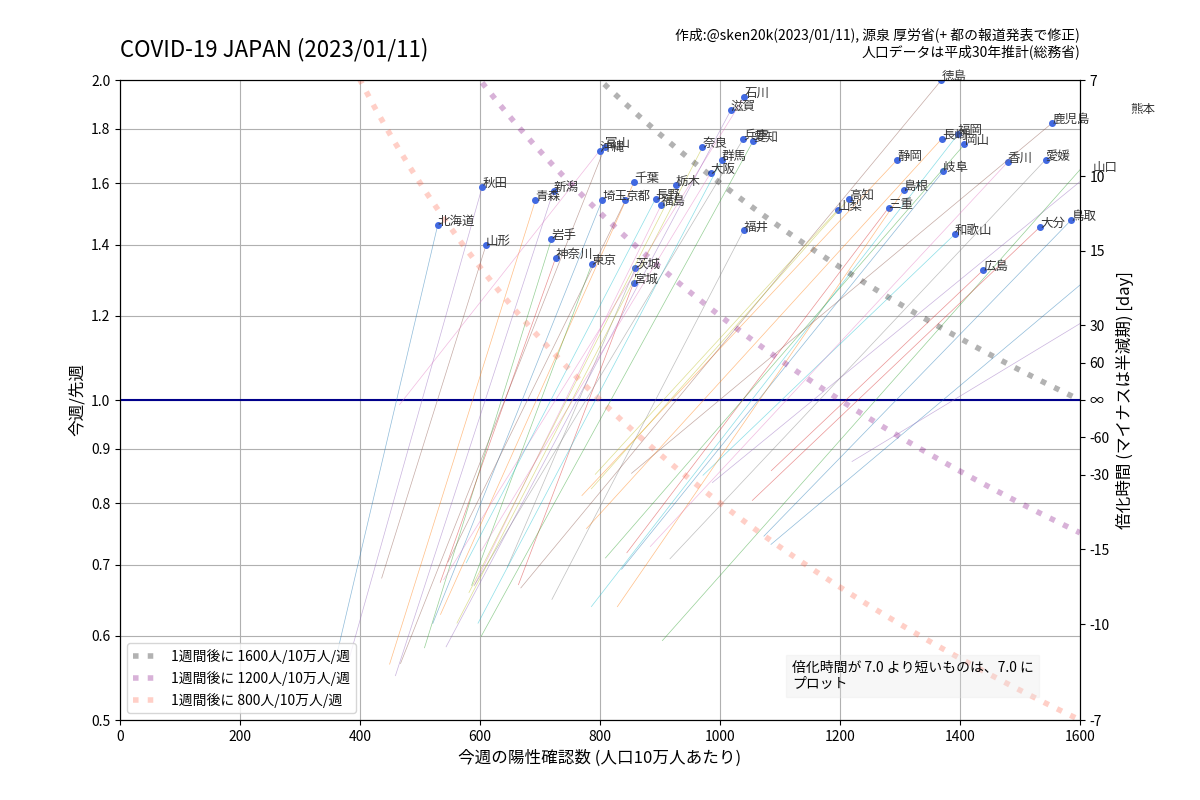 COVID-19 JAPAN (2023/01/11)
作成:@sken20k(2023/01/11), 源泉 厚労省(+ 都の報道発表で修正)
人口データは平成30年推計(総務省)
2.0
1.8
1.6
1.4
1.2
1.0
0.9
0.8
0.7
0.6
0.5
今週/先週
徳島
石川
滋賀
熊本
鹿児島
福岡
長崎
岡山
兵庫
愛知
富山
沖縄
奈良
群馬
大阪
静岡
香川
愛媛
山口
岐阜
千葉
栃木
秋田
新潟
青森
埼玉
京都
長野
福島
島根
高知
山梨
三重
鳥取
北海道
福井
和歌山
大分
山形
岩手
神奈川
東京
茨城
宮城
広島
7
10
15
30
60
∞
-60
-30
-15
-10
-7
倍化時間 (マイナスは半減期) [day]
1週間後に 1600人/10万人/週
1週間後に 1200人/10万人/週
1週間後に 800人/10万人/週
倍化時間が 7.0 より短いものは、7.0 に
プロット
0
200
400
600
800
1000
1200
1400
1600
今週の陽性確認数 (人口10万人あたり)